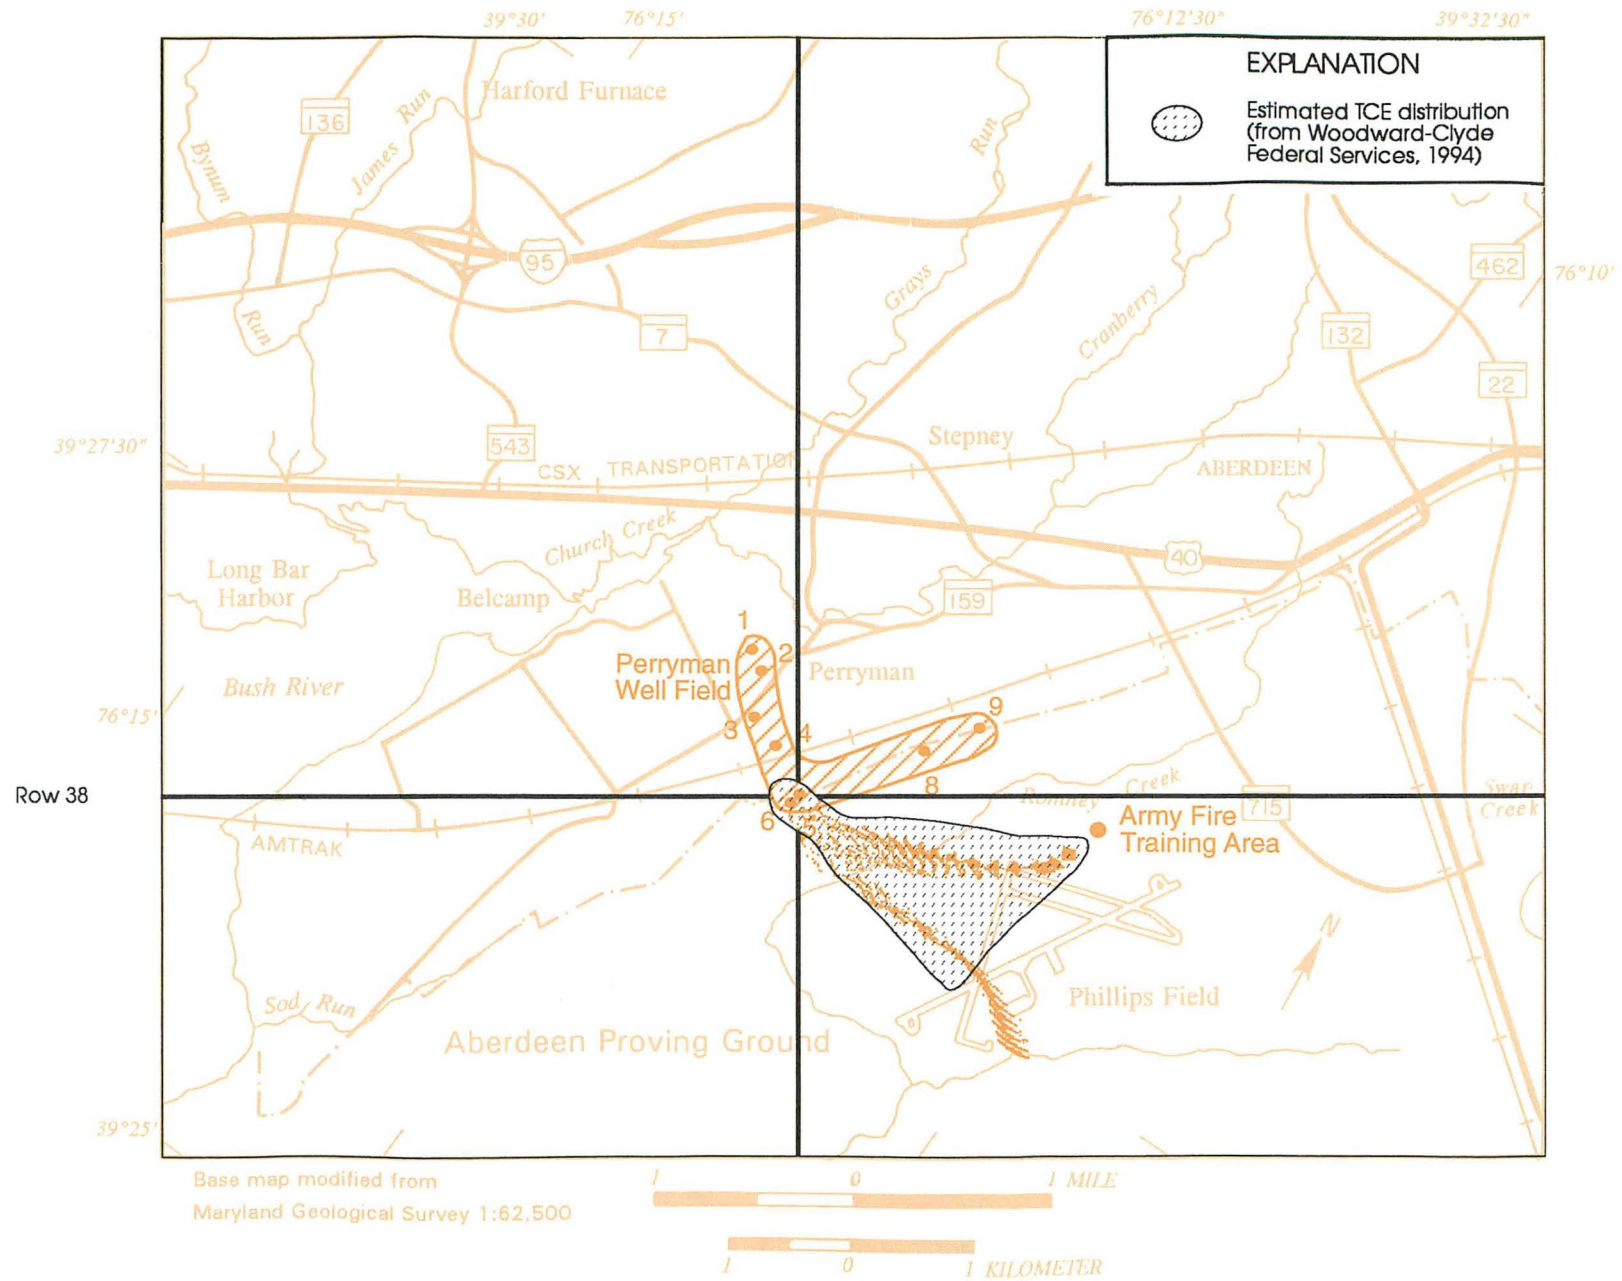 39°30'
76°15'
76°12'30"
39°32'30"
EXPLANATION
Estimated TCE distribution
(from Woodward-Clyde
Federal Services, 1994)
Harford Furnace
136
James Run
Bynum
Run
Run
Grays
Cranberry
95
7
462
76°10'
132
22
543
39°27'30"
Stepney
CSX TRANSPORTATION
ABERDEEN
Church Creek
40
Long Bar
Harbor
Belcamp
159
1
2
Perryman
Well Field
Perryman
Bush River
76°15'
3
4
9
8
Row 38
Romney Creek
715
Swan
Creek
6
5
Army Fire
Training Area
AMTRAK
N
Sod Run
Phillips Field
Aberdeen Proving Ground
39°25'
Base map modified from
Maryland Geological Survey 1:62,500
1 0 1 MILE
1 0 1 KILOMETER